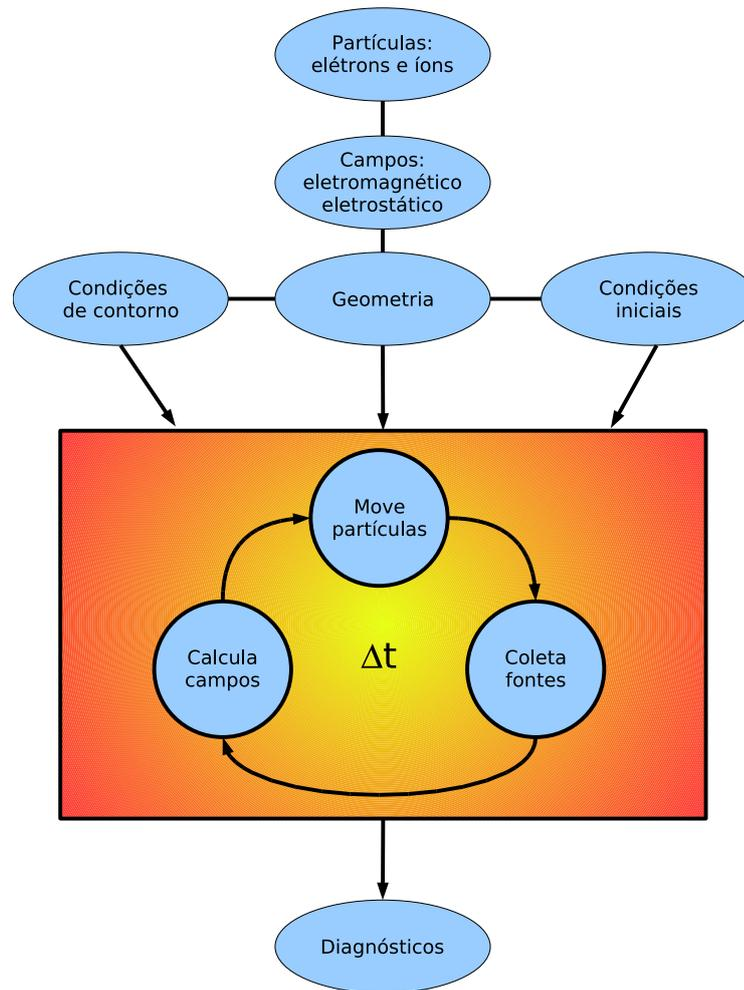 Partículas:
elétrons e íons
Campos:
eletromagnético
eletrostático
Condições
de contorno
Geometria
Condições
iniciais
Move
partículas
Calcula
campos
Δt
Coleta
fontes
Diagnósticos